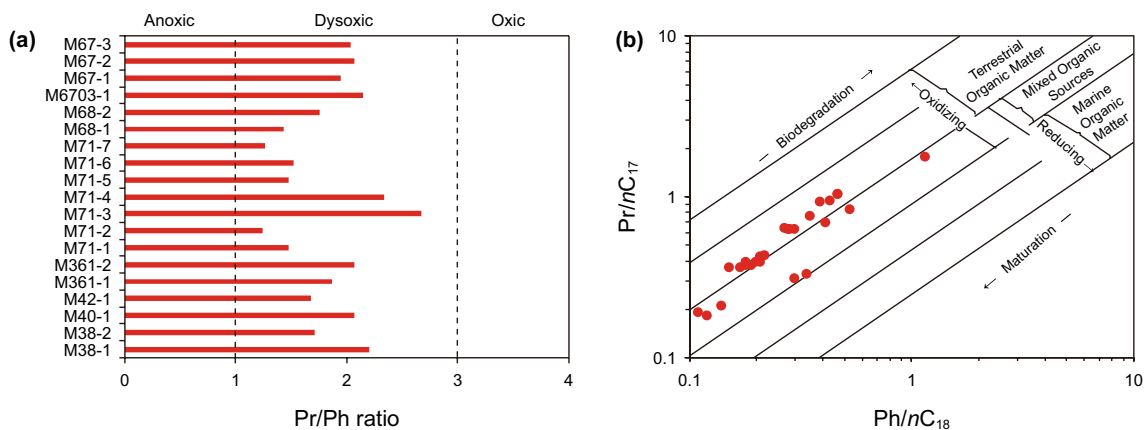 Anoxic Dysoxic Oxic
(a)
M67-3
M67-2
M67-1
M6703-1
M68-2
M68-1
M71-7
M71-6
M71-5
M71-4
M71-3
M71-2
M71-1
M361-2
M361-1
M42-1
M40-1
M38-2
M38-1
0 1 2 3 4
Pr/Ph ratio
(b)
10
1
0.1
Pr/nC17
0.1 1 10
Ph/nC18
← Biodegradation →
Terrestrial
Organic Matter
Mixed Organic
Sources
Marine
Organic
Matter
←Oxidizing
Reducing→
← Maturation —